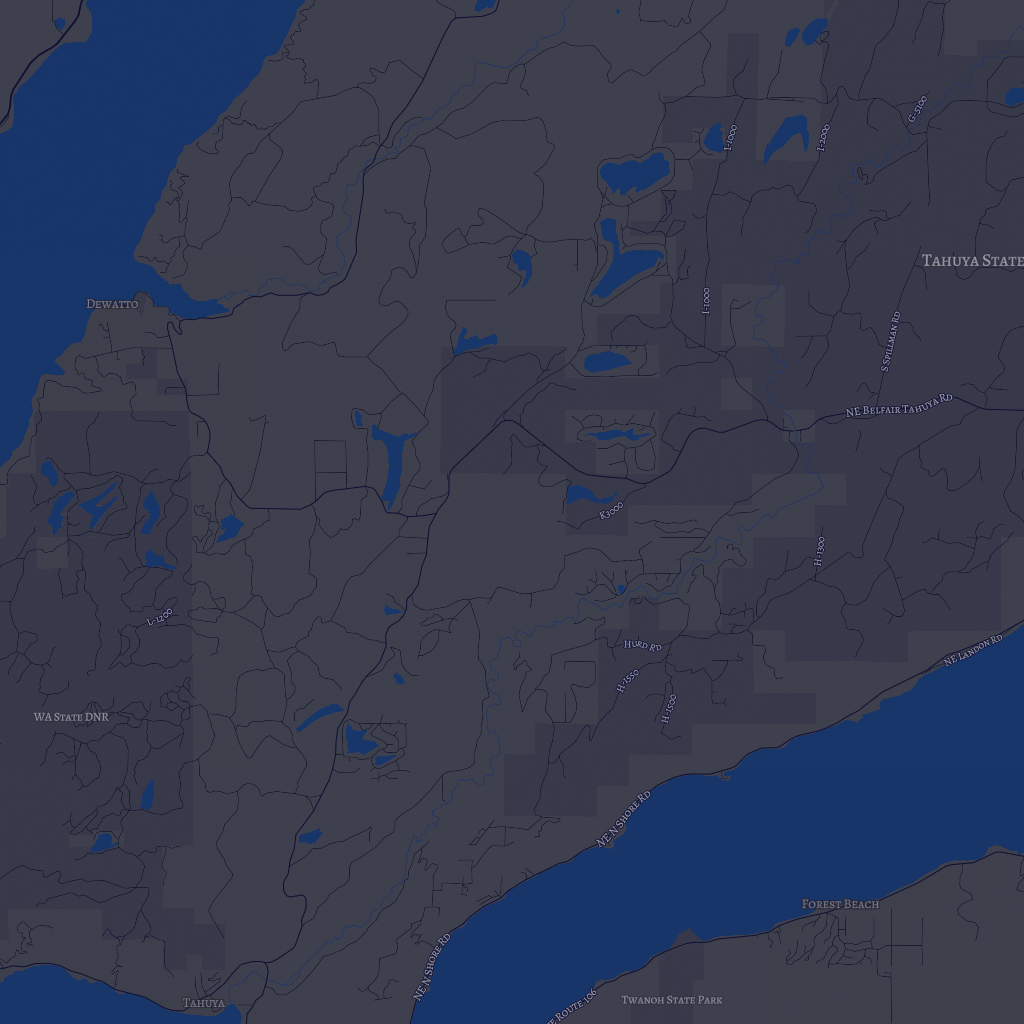 G-5100
I-1000
I-2000
Tahuya State
Dewatto
I-1000
S Spillman Rd
NE Belfair Tahuya Rd
K3000
H-1300
L-1200
Hurd Rd
NE Landon Rd
H-1550
H-1500
WA State DNR
NE N Shore Rd
Forest Beach
NE N Shore Rd
Tahuya
Twanoh State Park
e Route 106